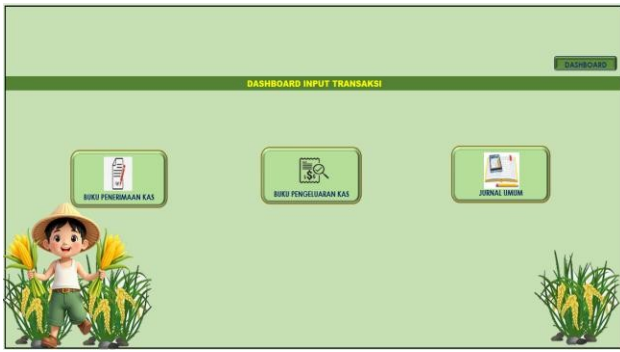 DASHBOARD
DASHBOARD INPUT TRANSAKSI
BUKU PENERIMAAN KAS
BUKU PENGELUARAN KAS
JURNAL UMUM